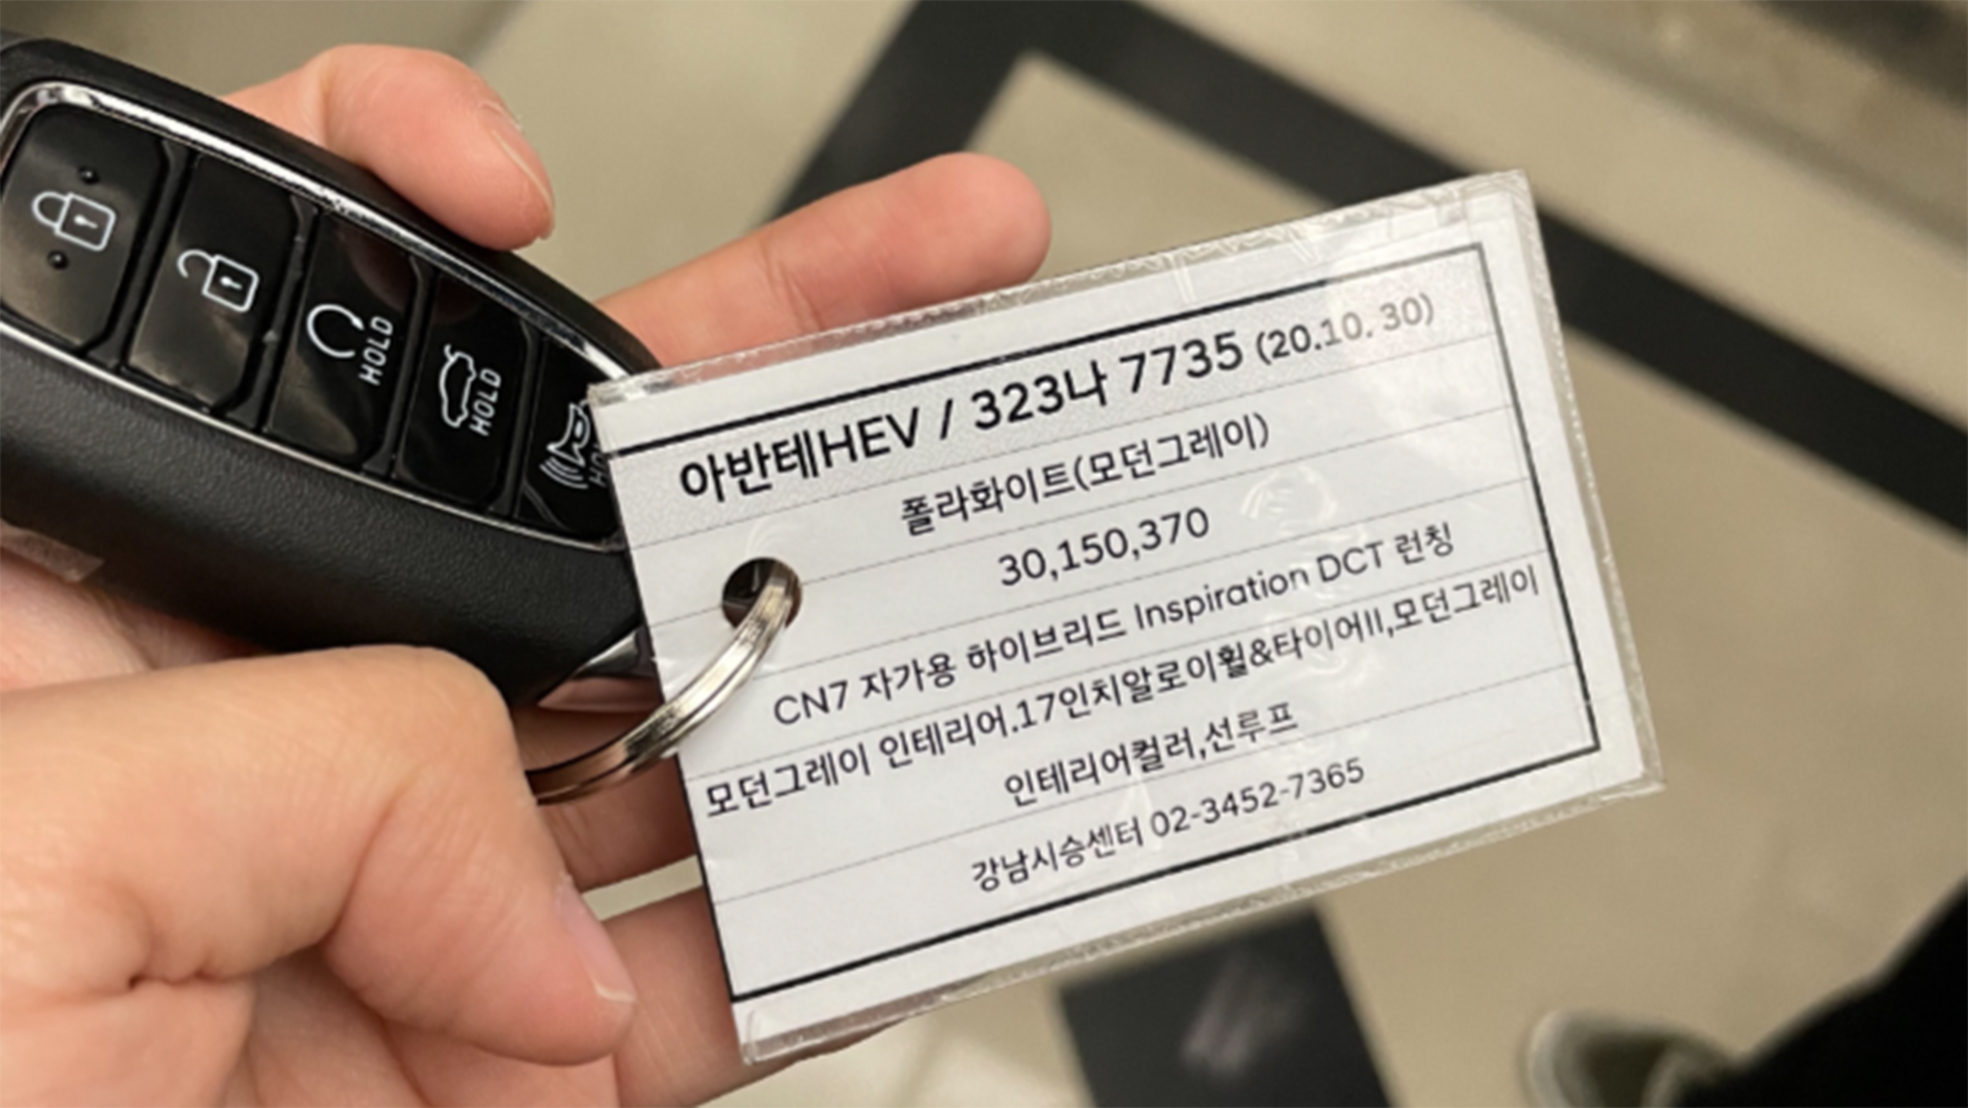 HOLD
HOLD
아반떼HEV / 323나 7735 (20.10.30)
폴라화이트(모던그레이)
30,150,370
CN7 자가용 하이브리드 Inspiration DCT 런칭
모던그레이 인테리어.17인치알로이휠&타이어II,모던그레이
인테리어컬러,선루프
강남시승센터 02-3452-7365